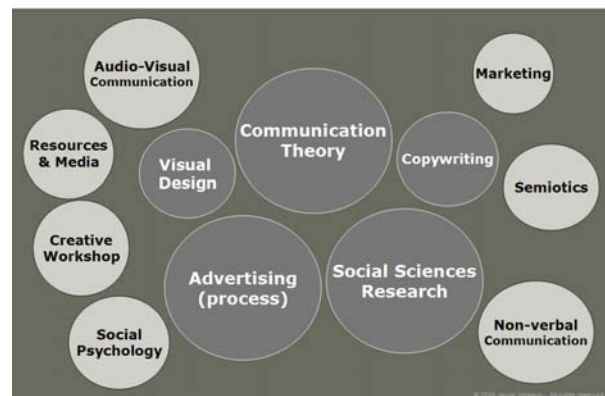 Audio-Visual
Communication
Marketing
Communication
Theory
Resources
& Media
Visual
Design
Copywriting
Semiotics
Creative
Workshop
Advertising
(process)
Social Sciences
Research
Social
Psychology
Non-verbal
Communication